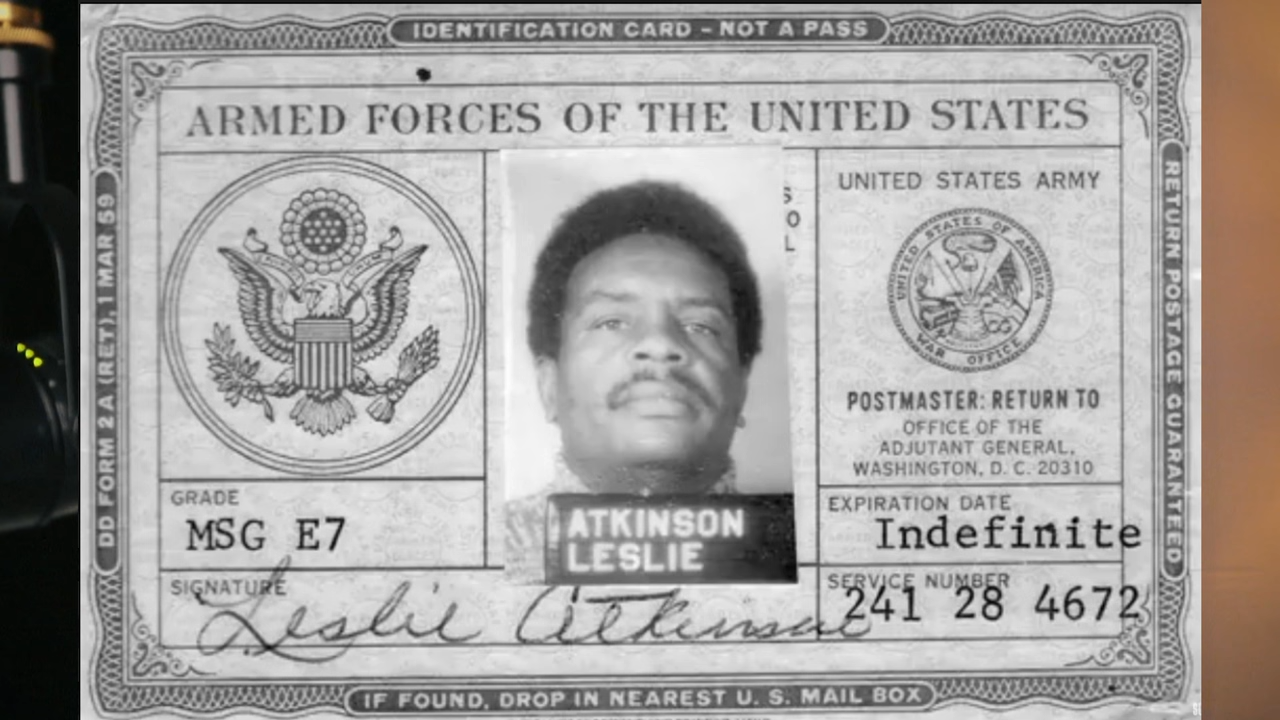 IDENTIFICATION CARD - NOT A PASS
ARMED FORCES OF THE UNITED STATES
DD FORM 2 A (RET), 1 MAR 59
S
O
L
UNITED STATES ARMY
UNITED STATES OF AMERICA
WAR OFFICE
POSTMASTER: RETURN TO
OFFICE OF THE
ADJUTANT GENERAL,
WASHINGTON, D. C. 20310
RETURN POSTAGE GUARANTEED
GRADE
MSG E7
ATKINSON
LESLIE
EXPIRATION DATE
Indefinite
SIGNATURE
Leslie Atkinson
SERVICE NUMBER
241 28 4672
IF FOUND, DROP IN NEAREST U. S. MAIL BOX